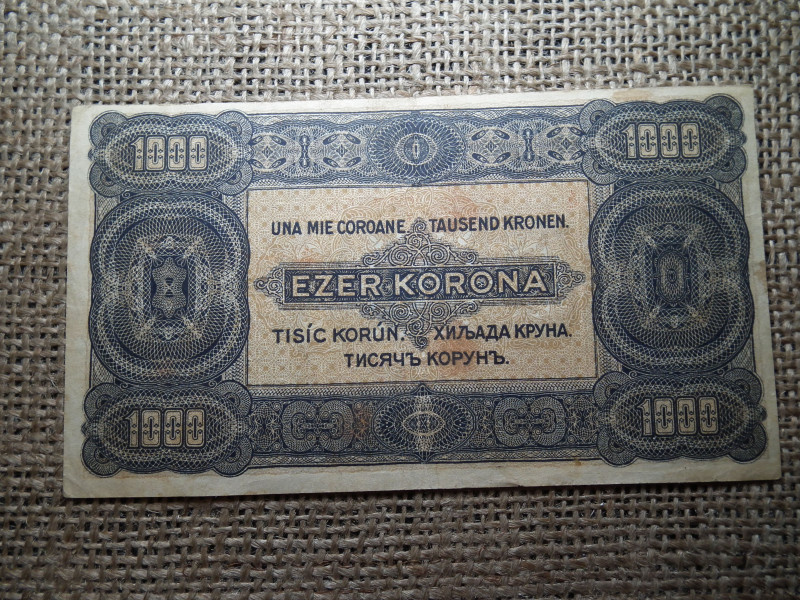 1000 1000
UNA MIE COROANE. TAUSEND KRONEN.
EZER KORONA
TISÍC KORÚN. ХИЉАДА КРУНА.
ТИСЯЧЪ КОРУНЪ.
1000 1000